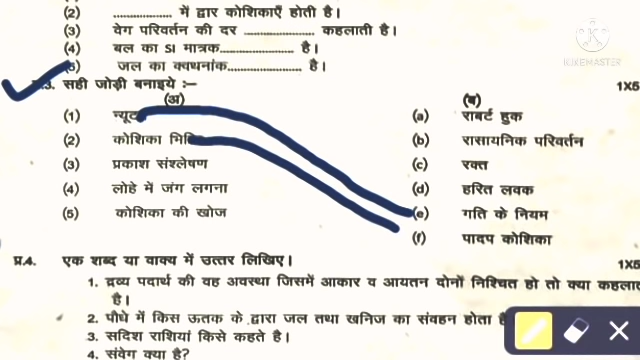 (2) ................. में द्वार कोशिकाएँ होती है।
(3) वेग परिवर्तन की दर .................... कहलाती है।
(4) बल का SI मात्रक..................... है।
(5) जल का क्वथनांक..................... है।
सही जोड़ी बनाइये :– 1X5
(अ) (ब)
(1) (a) राबर्ट हुक
(2) कोशिका (b) रासायनिक परिवर्तन
(3) प्रकाश संश्लेषण (c) रक्त
(4) लोहे में जंग लगना (d) हरित लवक
(5) कोशिका की खोज (e) गति के नियम
(f) पादप कोशिका
प्र.4. एक शब्द या वाक्य में उत्तर लिखिए। 1X5
1. द्रव्य पदार्थ की वह अवस्था जिसमें आकार व आयतन दोनों निश्चित हो तो क्या
है।
2. पौधे में किस ऊतक के द्वारा जल तथा खनिज का संवहन होता
3. सदिश राशियां किसे कहते है।
4. संवेग क्या है?
KINEMASTER